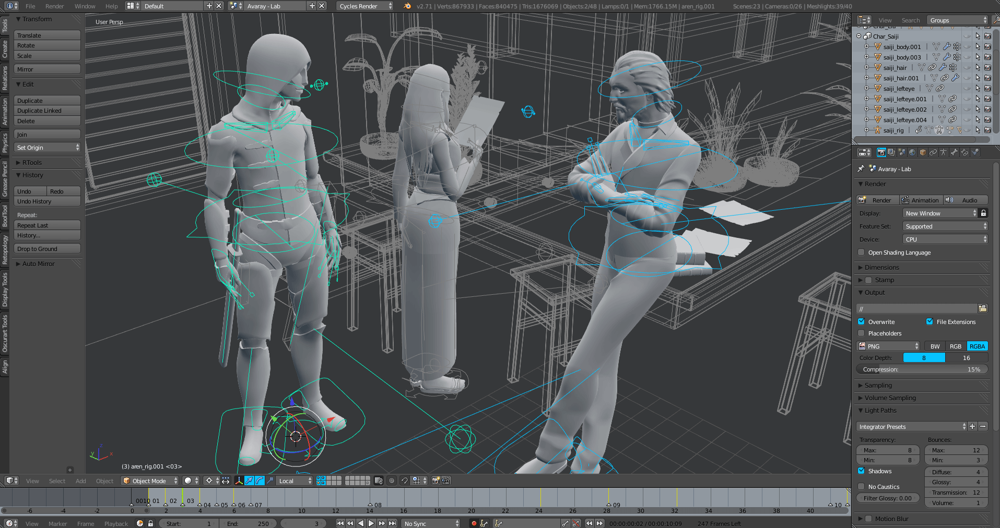 File Render Window Help Default Avaray - Lab Cycles Render v2.71 | Verts:867933 | Faces:840475 | Tris:1676069 | Objects:2/48 | Lamps:0/1 | Mem:1766.15M | aren_rig.001 Scenes:23 | Cameras:0/26 | Meshlights:39/40
Tools
Create
Relations
Animation
Physics
Grease Pencil
BoolTool
Retopology
Display Tools
Oscurart Tools
Align
Transform
Translate
Rotate
Scale
Mirror
Edit
Duplicate
Duplicate Linked
Delete
Join
Set Origin
RTools
History
Undo Redo
Undo History
Repeat:
Repeat Last
History...
Drop to Ground
Auto Mirror
User Persp
z
y x
(3) aren_rig.001 <03>
View Search Groups
Char_Saiji
saiji_body.001
saiji_body.003
saiji_hair
saiji_hair.001
saiji_lefteye
saiji_lefteye.001
saiji_lefteye.002
saiji_lefteye.004
saiji_rig
Avaray - Lab
Render
Render Animation Audio
Display: New Window
Feature Set: Supported
Device: CPU
Open Shading Language
Dimensions
Stamp
Output
//
Overwrite File Extensions
Placeholders
PNG BW RGB RGBA
Color Depth: 8 16
Compression: 15%
Sampling
Volume Sampling
Light Paths
Integrator Presets
Transparency: Bounces:
Max: 8 Max: 12
Min: 8 Min: 3
Shadows Diffuse: 4
Glossy: 4
No Caustics Transmission: 12
Filter Glossy: 0.00 Volume: 1
Motion Blur
View Select Add Object Object Mode Local
0010 01 02 03 04 05 06 07 08 09 10
-6 -4 -2 0 2 4 6 8 10 12 14 16 18 20 22 24 26 28 30 32 34 36 38 40
View Marker Frame Playback Start: 1 End: 250 3 No Sync 00:00:00:02 / 00:00:10:09 247 Frames Left